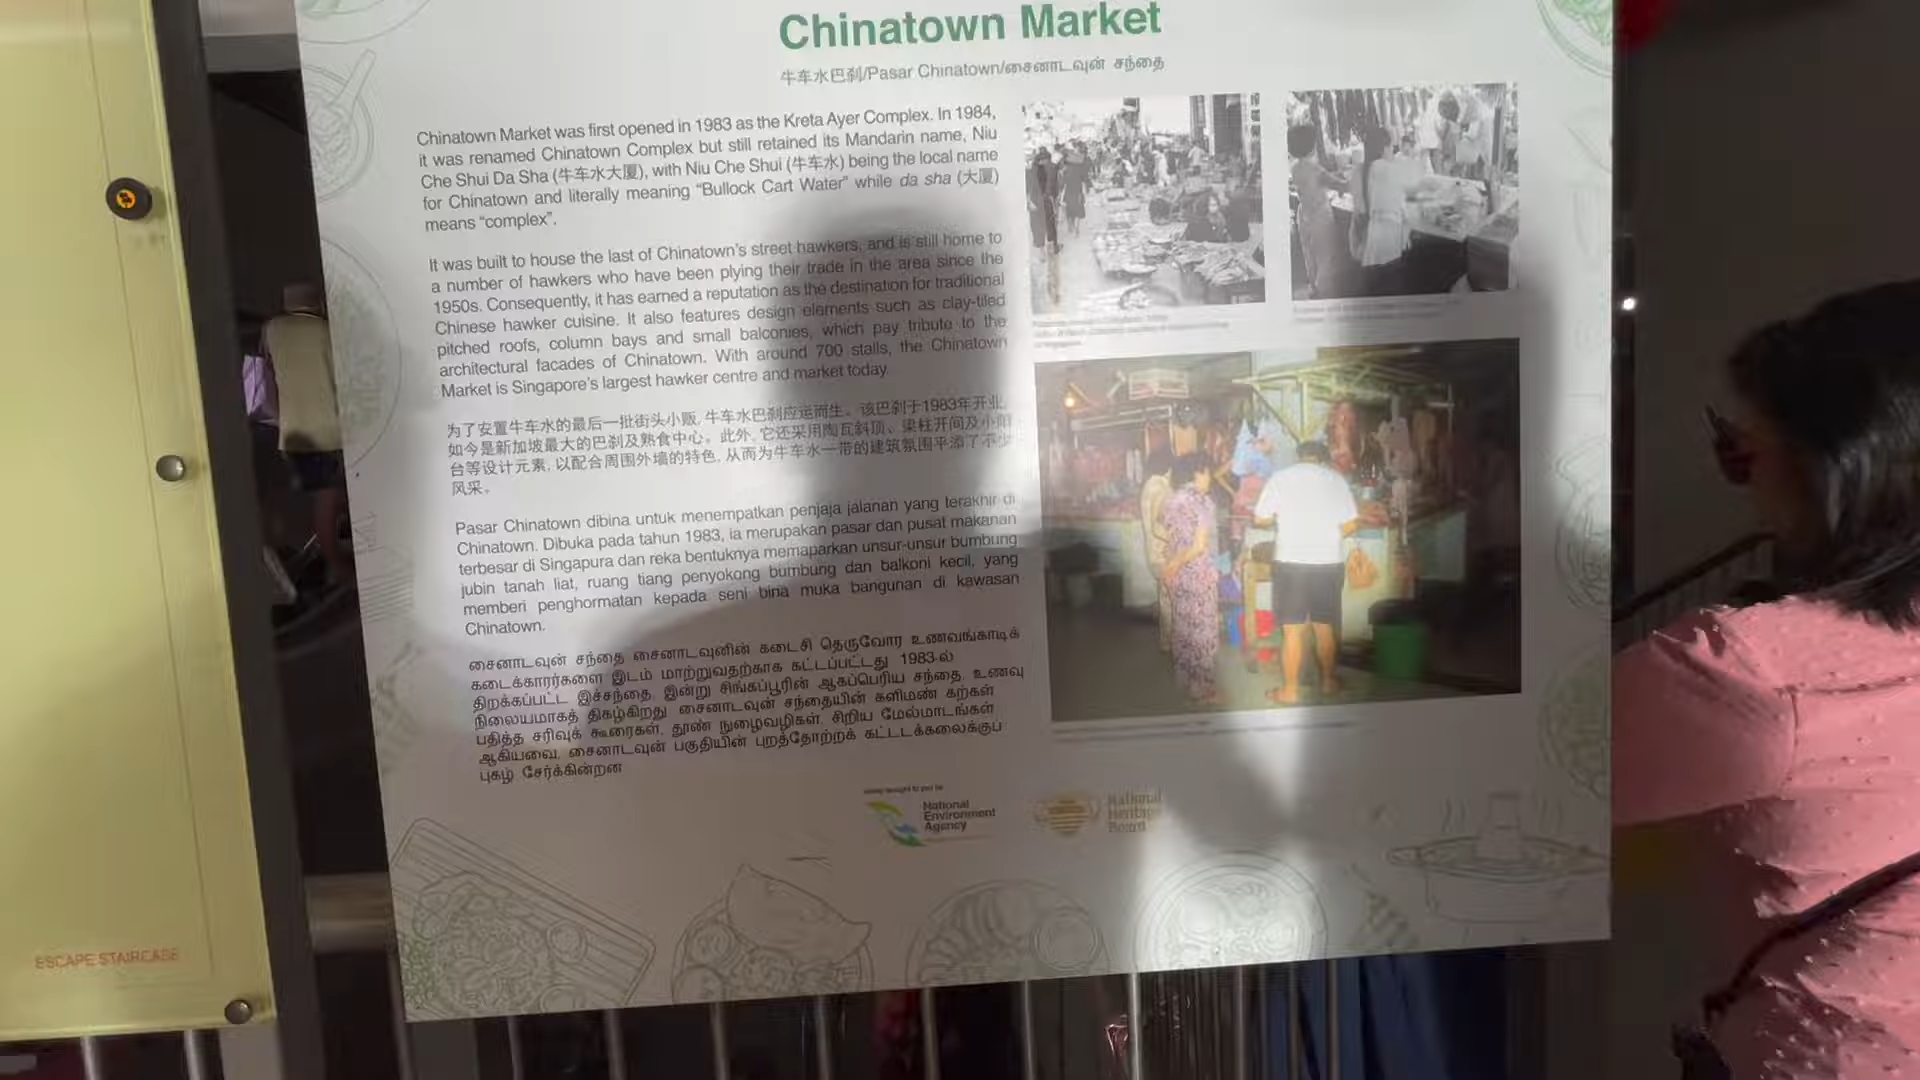 Chinatown Market
牛车水巴刹/Pasar Chinatown/சைனாடவுன் சந்தை
Chinatown Market was first opened in 1983 as the Kreta Ayer Complex. In 1984,
it was renamed Chinatown Complex but still retained its Mandarin name, Niu
Che Shui Da Sha (牛车水大厦), with Niu Che Shui (牛车水) being the local name
for Chinatown and literally meaning “Bullock Cart Water” while da sha (大厦)
means “complex”.
It was built to house the last of Chinatown’s street hawkers, and is still home to
a number of hawkers who have been plying their trade in the area since the
1950s. Consequently, it has earned a reputation as the destination for traditional
Chinese hawker cuisine. It also features design elements such as clay-tiled
pitched roofs, column bays and small balconies, which pay tribute to the
architectural facades of Chinatown. With around 700 stalls, the Chinatown
Market is Singapore’s largest hawker centre and market today.
为了安置牛车水的最后一批街头小贩, 牛车水巴刹应运而生。该巴刹于1983年开业,
如今是新加坡最大的巴刹及熟食中心。此外, 它还采用陶瓦斜顶、梁柱开间及小阳
台等设计元素, 以配合周围外墙的特色, 从而为牛车水一带的建筑氛围平添了不少
风采。
Pasar Chinatown dibina untuk menempatkan penjaja jalanan yang terakhir di
Chinatown. Dibuka pada tahun 1983, ia merupakan pasar dan pusat makanan
terbesar di Singapura dan reka bentuknya memaparkan unsur-unsur bumbung
jubin tanah liat, ruang tiang penyokong bumbung dan balkoni kecil, yang
memberi penghormatan kepada seni bina muka bangunan di kawasan
Chinatown.
சைனாடவுன் சந்தை சைனாடவுனின் கடைசி தெருவோர உணவங்காடிக்
கடைக்காரர்களை இடம் மாற்றுவதற்காக கட்டப்பட்டது 1983-ல்
திறக்கப்பட்ட இச்சந்தை, இன்று சிங்கப்பூரின் ஆகப்பெரிய சந்தை, உணவு
நிலையமாகத் திகழ்கிறது சைனாடவுன் சந்தையின் களிமண் கற்கள்
பதித்த சரிவுக் கூரைகள், தூண் நுழைவழிகள், சிறிய மேல்மாடங்கள்
ஆகியவை, சைனாடவுன் பகுதியின் புறத்தோற்றக் கட்டடக்கலைக்குப்
புகழ் சேர்க்கின்றன
National
Environment
Agency
National
Heritage
Board
ESCAPE STAIRCASE